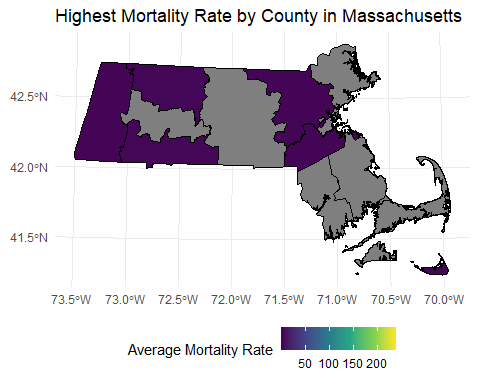 Highest Mortality Rate by County in Massachusetts
42.5°N
42.0°N
41.5°N
73.5°W 73.0°W 72.5°W 72.0°W 71.5°W 71.0°W 70.5°W 70.0°W
Average Mortality Rate
50 100 150 200